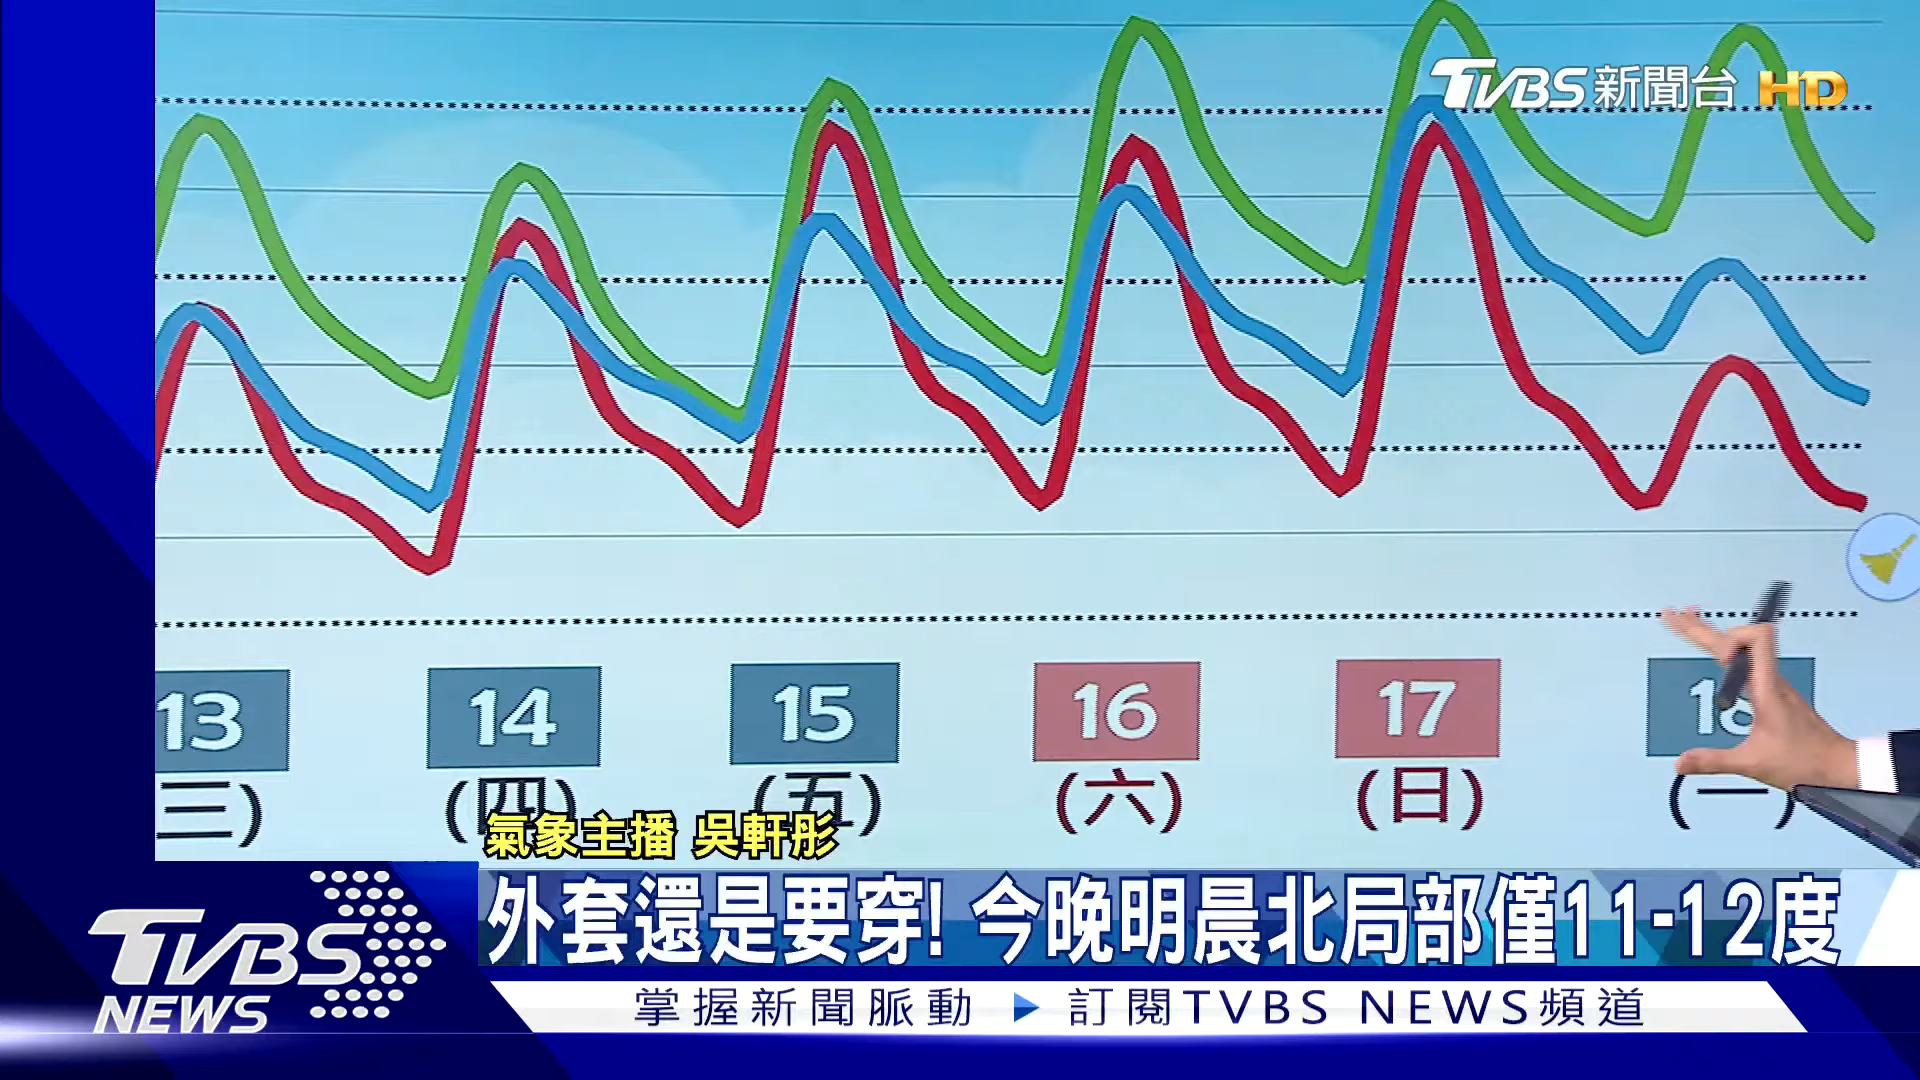 TVBS新聞台 HD
13 14 15 16 17 18
三) (四) (五) (六) (日) (一)
氣象主播 吳軒彤
外套還是要穿! 今晚明晨北局部僅11-12度
TVBS NEWS
掌握新聞脈動 訂閱TVBS NEWS頻道